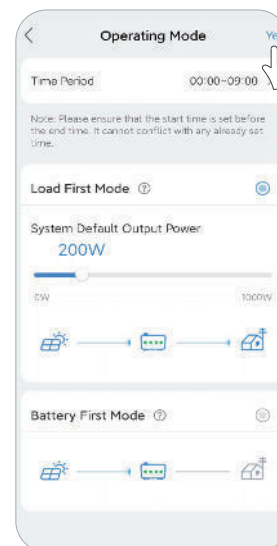 Operating Mode
Ye
Time Period 00:00~09:00
Note: Please ensure that the start time is set before
the end time. It cannot conflict with any already set
time.
Load First Mode ?
System Default Output Power
200W
0W 1000W
Battery First Mode ?